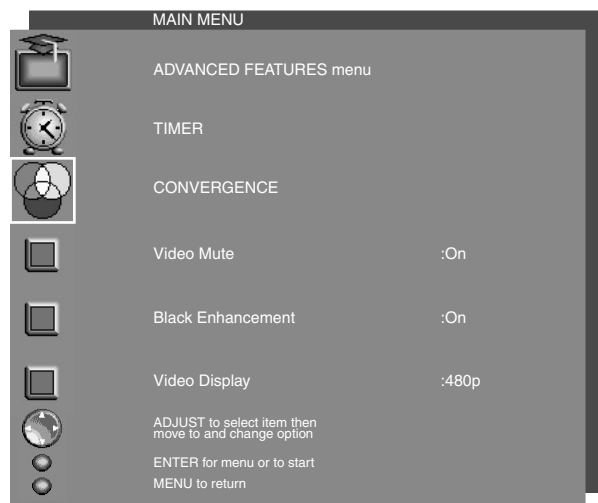 MAIN MENU
ADVANCED FEATURES menu
TIMER
CONVERGENCE
Video Mute :On
Black Enhancement :On
Video Display :480p
ADJUST to select item then
move to and change option
ENTER for menu or to start
MENU to return